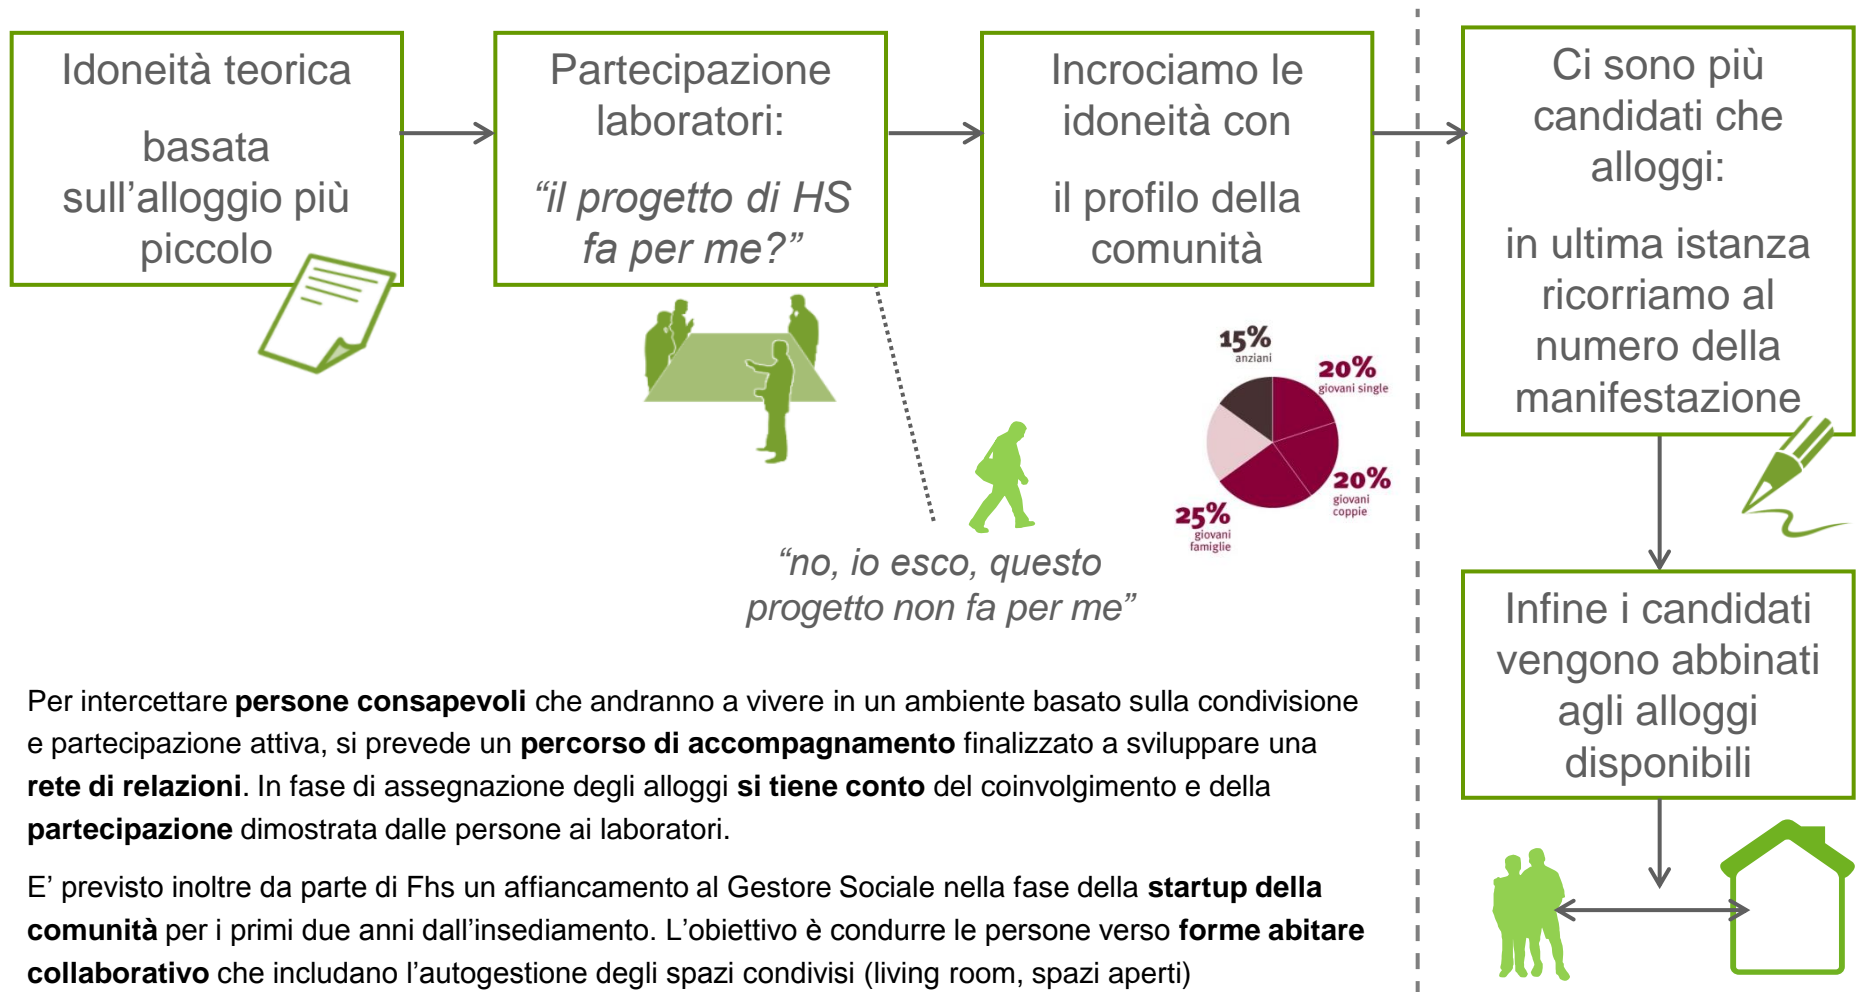 Idoneità teorica
basata
sull’alloggio più
piccolo
Partecipazione
laboratori:
“il progetto di HS
fa per me?”
Incrociamo le
idoneità con
il profilo della
comunità
Ci sono più
candidati che
alloggi:
in ultima istanza
ricorriamo al
numero della
manifestazione
15%
anziani
20%
giovani single
20%
giovani
coppie
25%
giovani
famiglie
“no, io esco, questo
progetto non fa per me”
Infine i candidati
vengono abbinati
agli alloggi
disponibili
Per intercettare persone consapevoli che andranno a vivere in un ambiente basato sulla condivisione
e partecipazione attiva, si prevede un percorso di accompagnamento finalizzato a sviluppare una
rete di relazioni. In fase di assegnazione degli alloggi si tiene conto del coinvolgimento e della
partecipazione dimostrata dalle persone ai laboratori.
E’ previsto inoltre da parte di Fhs un affiancamento al Gestore Sociale nella fase della startup della
comunità per i primi due anni dall’insediamento. L’obiettivo è condurre le persone verso forme abitare
collaborativo che includano l’autogestione degli spazi condivisi (living room, spazi aperti)